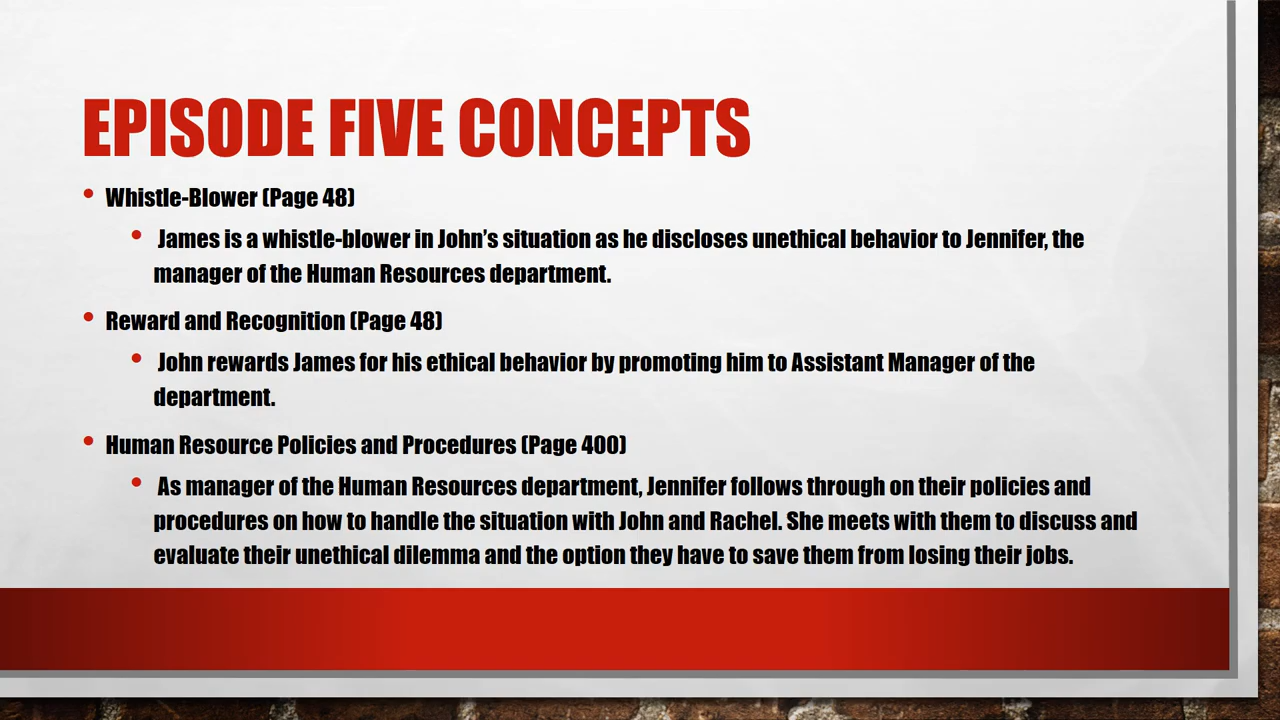 EPISODE FIVE CONCEPTS
• Whistle-Blower (Page 48)
• James is a whistle-blower in John's situation as he discloses unethical behavior to Jennifer, the
manager of the Human Resources department.
• Reward and Recognition (Page 48)
• John rewards James for his ethical behavior by promoting him to Assistant Manager of the
department.
• Human Resource Policies and Procedures (Page 400)
• As manager of the Human Resources department, Jennifer follows through on their policies and
procedures on how to handle the situation with John and Rachel. She meets with them to discuss and
evaluate their unethical dilemma and the option they have to save them from losing their jobs.